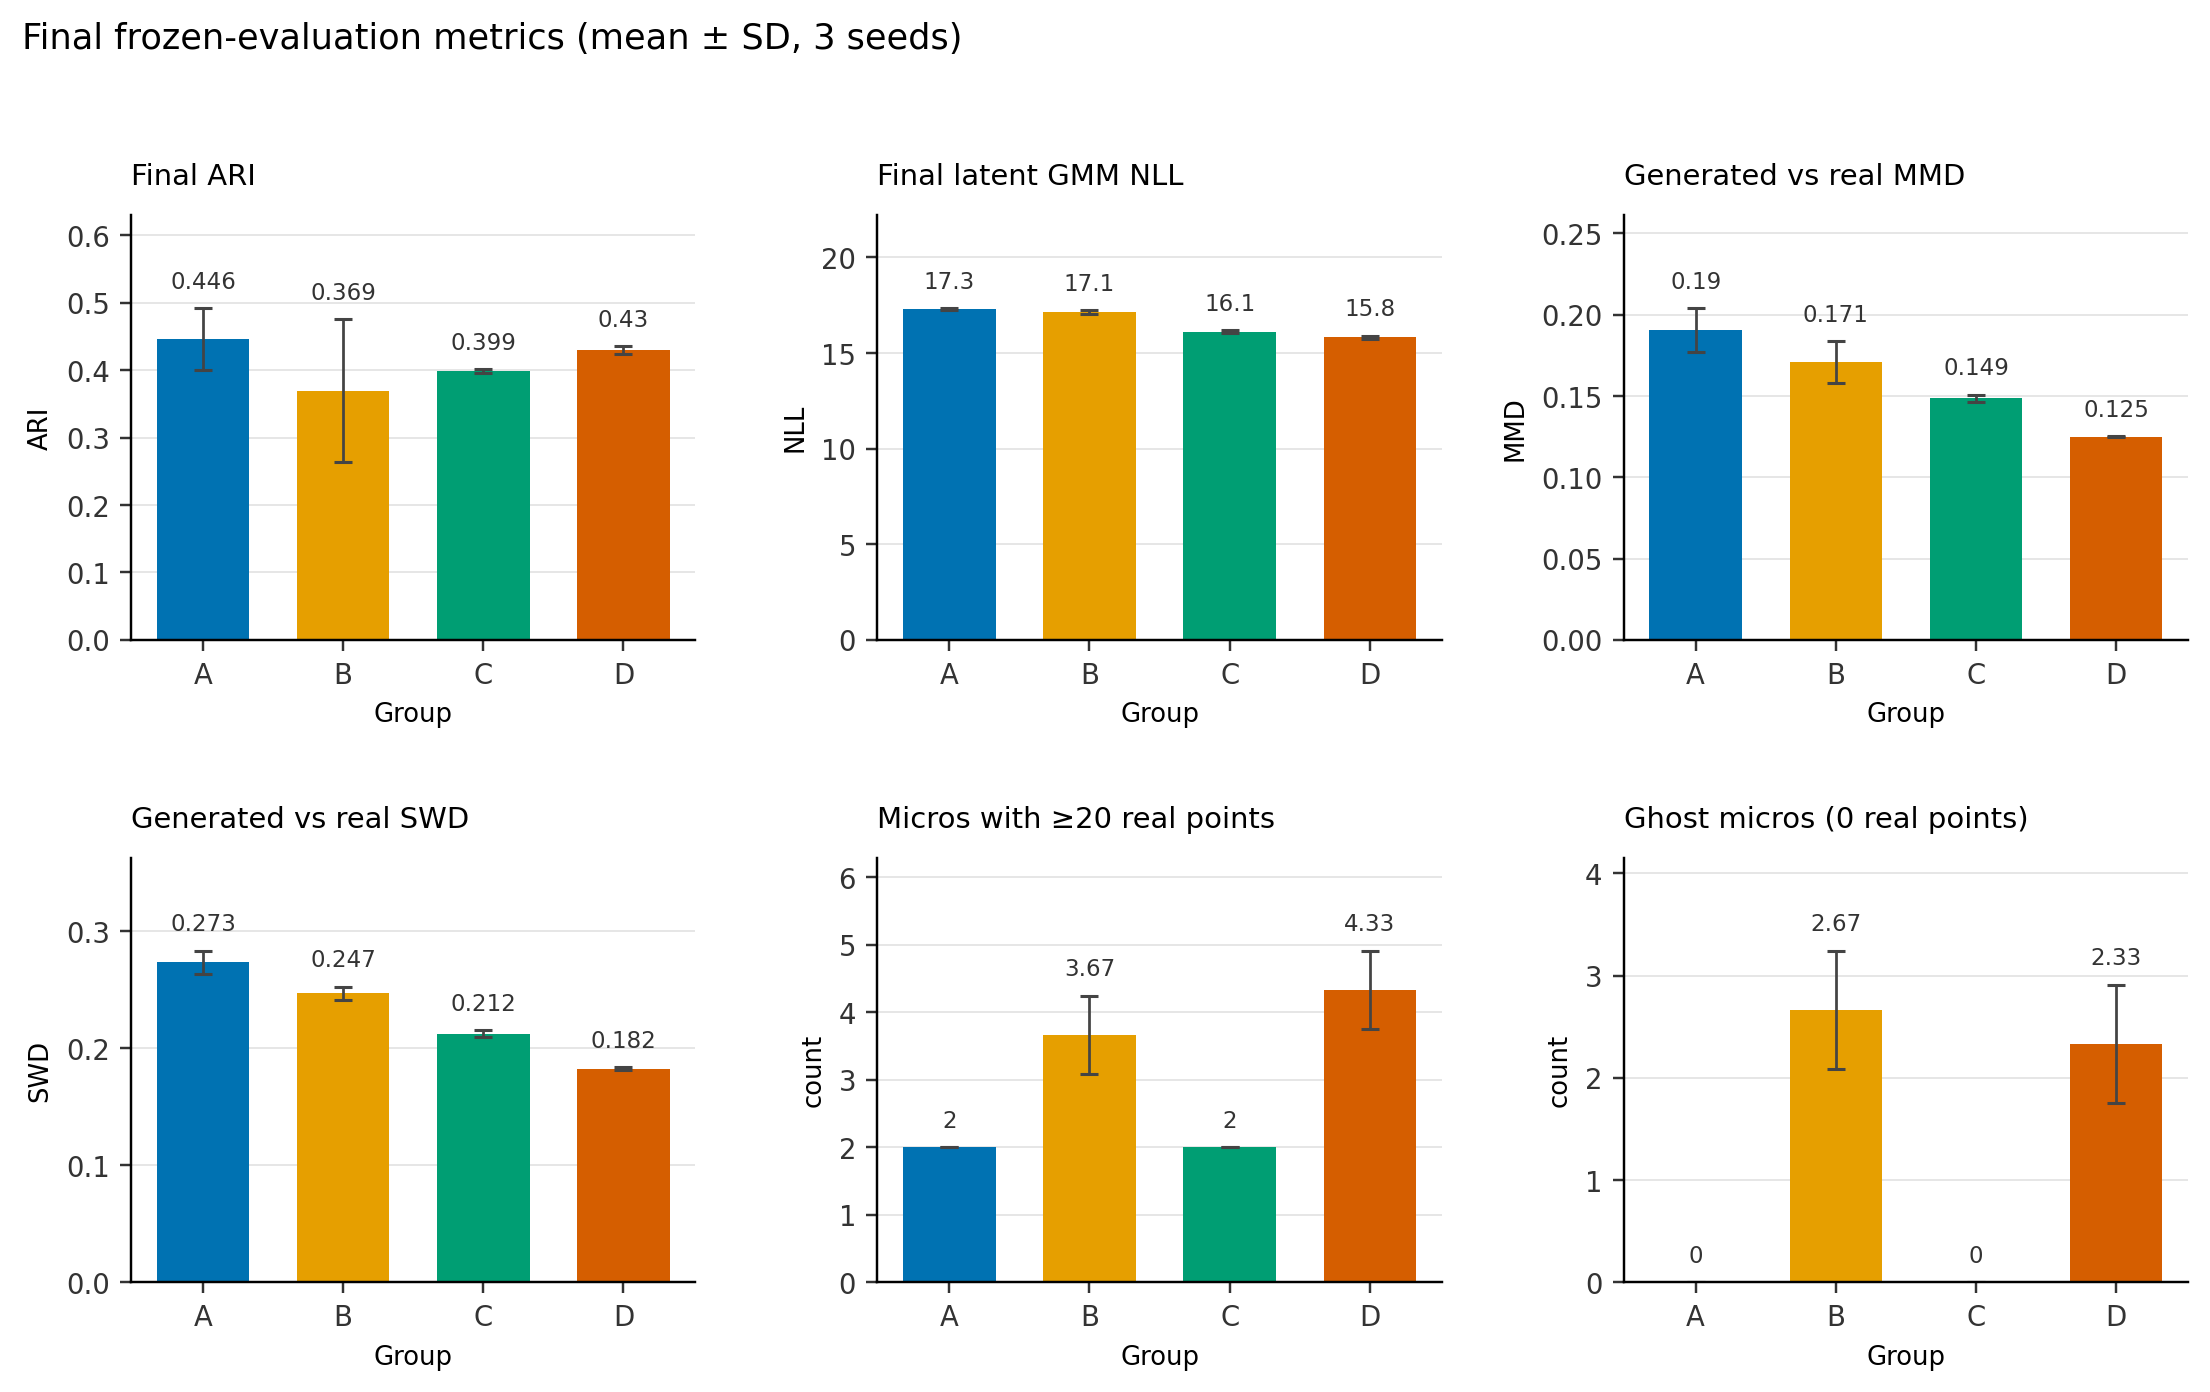 Final frozen-evaluation metrics (mean ± SD, 3 seeds)
Final ARI
0.6
0.5
0.4
0.3
0.2
0.1
0.0
ARI
0.446
0.369
0.399
0.43
A B C D
Group
Final latent GMM NLL
20
15
10
5
0
NLL
17.3
17.1
16.1
15.8
A B C D
Group
Generated vs real MMD
0.25
0.20
0.15
0.10
0.05
0.00
MMD
0.19
0.171
0.149
0.125
A B C D
Group
Generated vs real SWD
0.3
0.2
0.1
0.0
SWD
0.273
0.247
0.212
0.182
A B C D
Group
Micros with ≥20 real points
6
5
4
3
2
1
0
count
2
3.67
2
4.33
A B C D
Group
Ghost micros (0 real points)
4
3
2
1
0
count
0
2.67
0
2.33
A B C D
Group